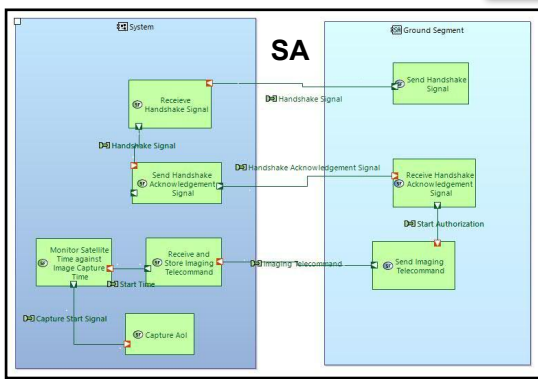 System
SA
Ground Segment
Receieve
Handshake Signal
Send Handshake
Signal
Handshake Signal
Handshake Signal
Send Handshake
Acknowledgement
Signal
Handshake Acknowledgement Signal
Receive Handshake
Acknowledgement
Signal
Start Authorization
Monitor Satellite
Time against
Image Capture
Time
Receive and
Store Imaging
Telecommand
Imaging Telecommand
Send Imaging
Telecommand
Start Time
Capture Start Signal
Capture AoI